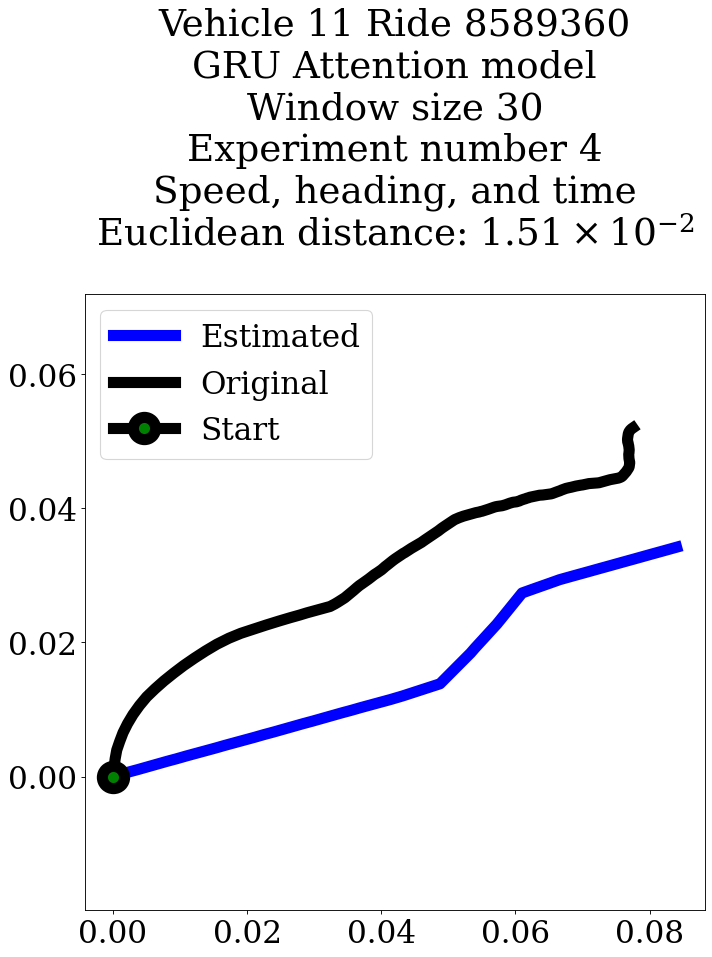 Vehicle 11 Ride 8589360
GRU Attention model
Window size 30
Experiment number 4
Speed, heading, and time
Euclidean distance: 1.51 × 10⁻²
Estimated
Original
Start
0.06
0.04
0.02
0.00
0.00 0.02 0.04 0.06 0.08